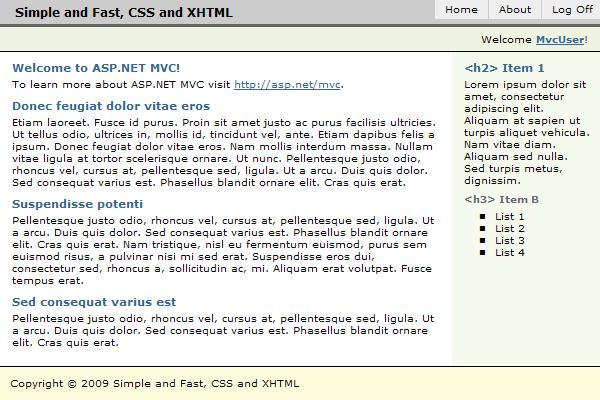 Simple and Fast, CSS and XHTML
Home About Log Off
Welcome MvcUser!
Welcome to ASP.NET MVC!
To learn more about ASP.NET MVC visit http://asp.net/mvc.
Donec feugiat dolor vitae eros
Etiam laoreet. Fusce id purus. Proin sit amet justo ac purus facilisis ultricies.
Ut tellus odio, ultrices in, mollis id, tincidunt vel, ante. Etiam dapibus felis a
ipsum. Donec feugiat dolor vitae eros. Nam mollis interdum massa. Nullam
vitae ligula at tortor scelerisque ornare. Ut nunc. Pellentesque justo odio,
rhoncus vel, cursus at, pellentesque sed, ligula. Ut a arcu. Duis quis dolor.
Sed consequat varius est. Phasellus blandit ornare elit. Cras quis erat.
Suspendisse potenti
Pellentesque justo odio, rhoncus vel, cursus at, pellentesque sed, ligula. Ut
a arcu. Duis quis dolor. Sed consequat varius est. Phasellus blandit ornare
elit. Cras quis erat. Nam tristique, nisl eu fermentum euismod, purus sem
euismod risus, a pulvinar nisi mi sed erat. Suspendisse eros dui,
consectetur sed, rhoncus a, sollicitudin ac, mi. Aliquam erat volutpat. Fusce
tempus erat.
Sed consequat varius est
Pellentesque justo odio, rhoncus vel, cursus at, pellentesque sed, ligula. Ut
a arcu. Duis quis dolor. Sed consequat varius est. Phasellus blandit ornare
elit. Cras quis erat.
<h2> Item 1
Lorem ipsum dolor sit
amet, consectetur
adipiscing elit.
Aliquam at sapien ut
turpis aliquet vehicula.
Nam vitae diam.
Aliquam sed nulla.
Sed turpis metus,
dignissim.
<h3> Item B
List 1
List 2
List 3
List 4
Copyright © 2009 Simple and Fast, CSS and XHTML